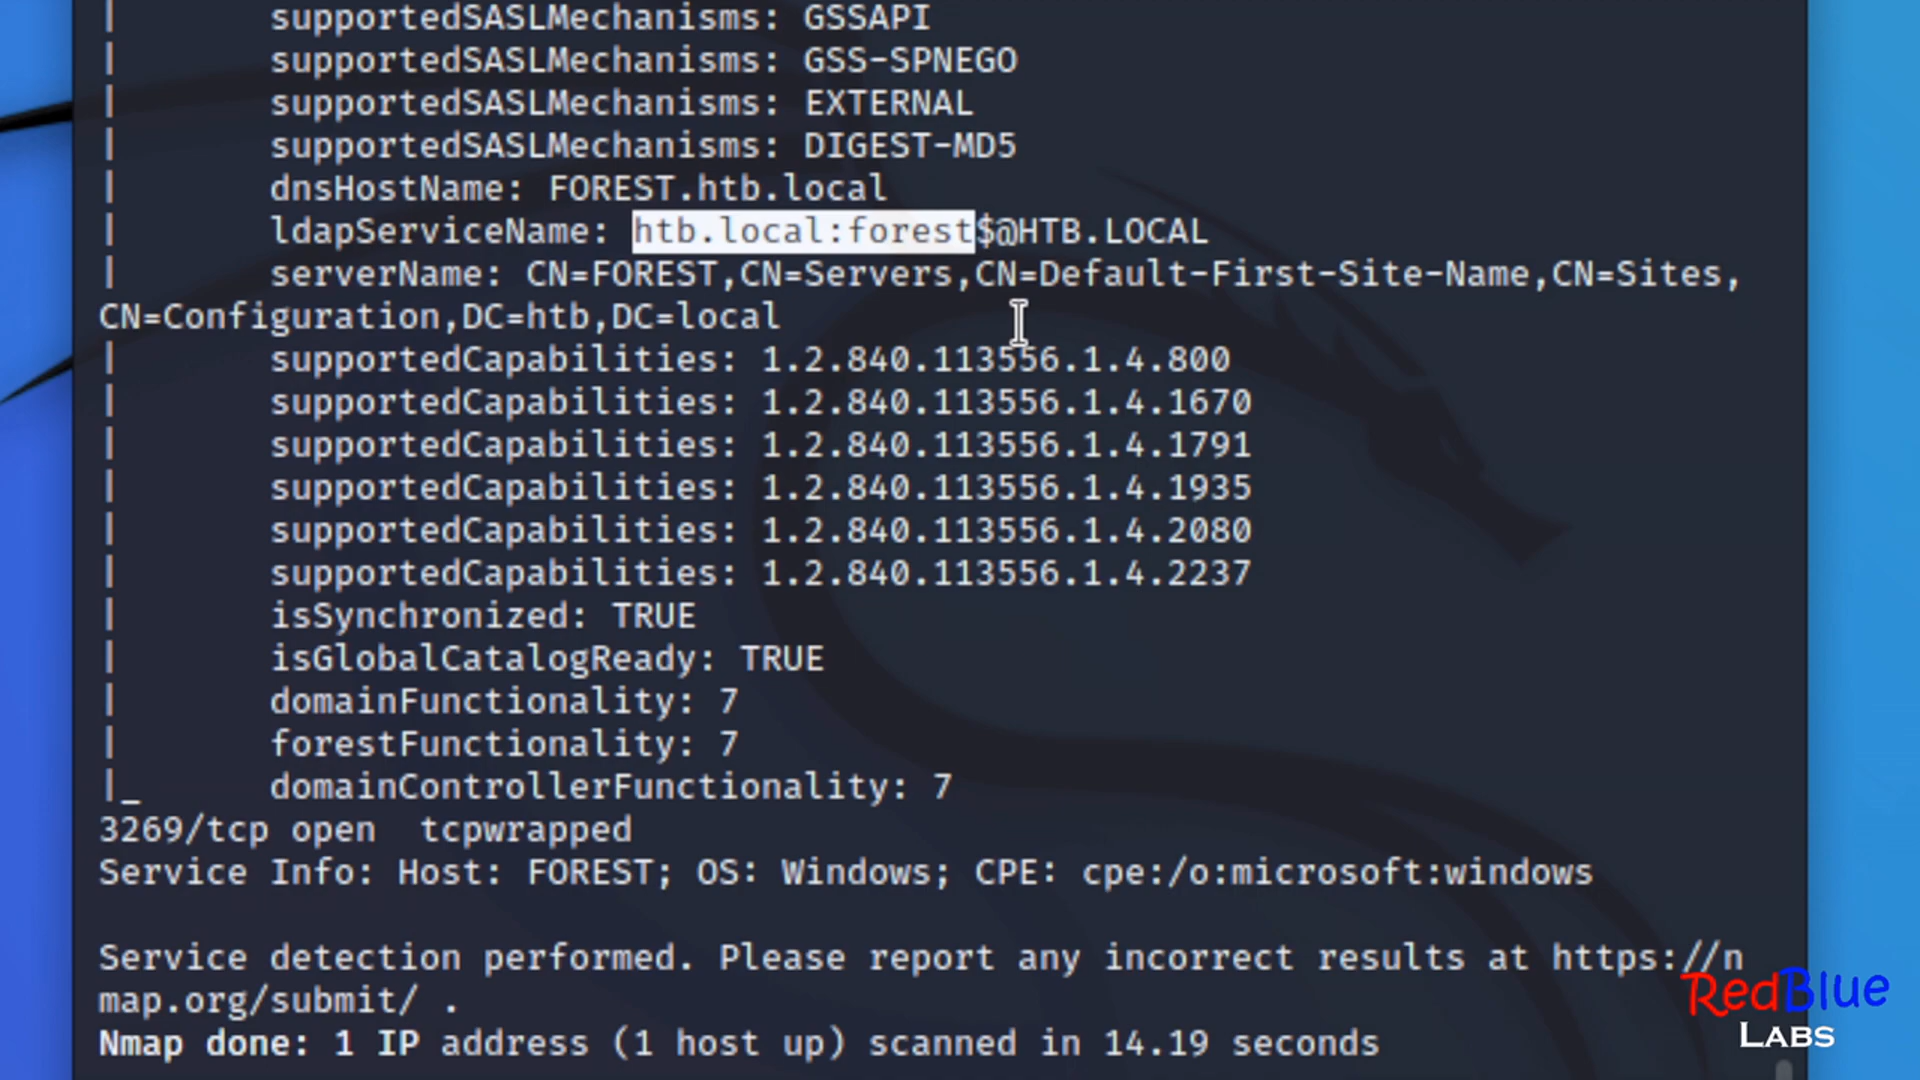 |       supportedSASLMechanisms: GSSAPI
|       supportedSASLMechanisms: GSS-SPNEGO
|       supportedSASLMechanisms: EXTERNAL
|       supportedSASLMechanisms: DIGEST-MD5
|       dnsHostName: FOREST.htb.local
|       ldapServiceName: htb.local:forest$@HTB.LOCAL
|       serverName: CN=FOREST,CN=Servers,CN=Default-First-Site-Name,CN=Sites,
CN=Configuration,DC=htb,DC=local
|       supportedCapabilities: 1.2.840.113556.1.4.800
|       supportedCapabilities: 1.2.840.113556.1.4.1670
|       supportedCapabilities: 1.2.840.113556.1.4.1791
|       supportedCapabilities: 1.2.840.113556.1.4.1935
|       supportedCapabilities: 1.2.840.113556.1.4.2080
|       supportedCapabilities: 1.2.840.113556.1.4.2237
|       isSynchronized: TRUE
|       isGlobalCatalogReady: TRUE
|       domainFunctionality: 7
|       forestFunctionality: 7
|_      domainControllerFunctionality: 7
3269/tcp open  tcpwrapped
Service Info: Host: FOREST; OS: Windows; CPE: cpe:/o:microsoft:windows

Service detection performed. Please report any incorrect results at https://n
map.org/submit/ .
Nmap done: 1 IP address (1 host up) scanned in 14.19 seconds
RedBlue
LABS